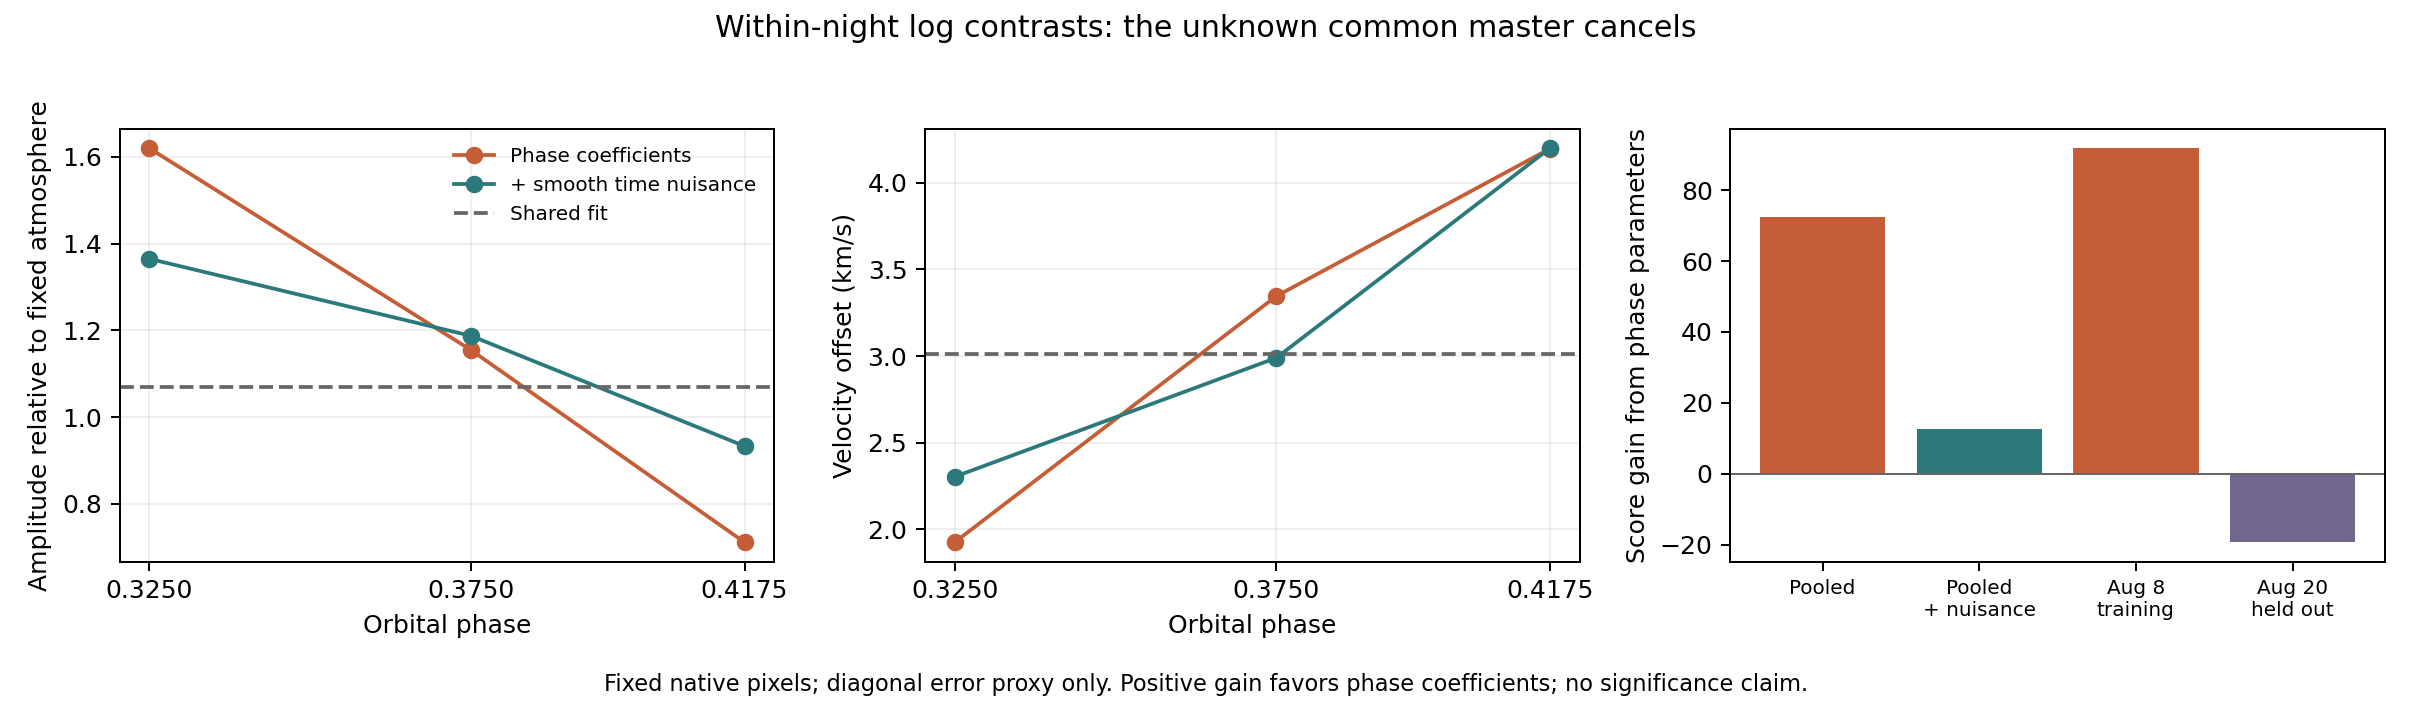 Within-night log contrasts: the unknown common master cancels
Amplitude relative to fixed atmosphere
1.6
1.4
1.2
1.0
0.8
Phase coefficients
+ smooth time nuisance
Shared fit
0.3250
0.3750
0.4175
Orbital phase
Velocity offset (km/s)
4.0
3.5
3.0
2.5
2.0
0.3250
0.3750
0.4175
Orbital phase
Score gain from phase parameters
80
60
40
20
0
−20
Pooled
Pooled
+ nuisance
Aug 8
training
Aug 20
held out
Fixed native pixels; diagonal error proxy only. Positive gain favors phase coefficients; no significance claim.